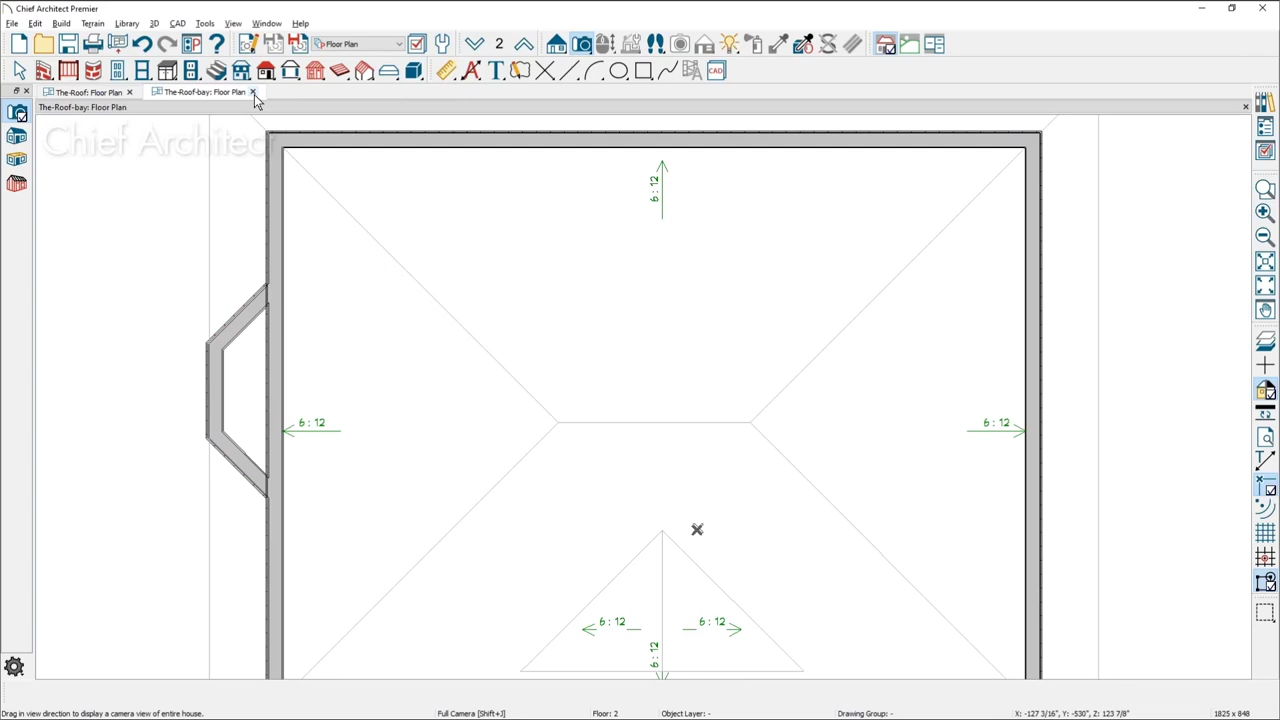 Chief Architect Premier
File Edit Build Terrain Library 3D CAD Tools View Window Help
Floor Plan 2
CAD
The-Roof: Floor Plan The-Roof-bay: Floor Plan
The-Roof-bay: Floor Plan
Chief Architect
6 : 12
6 : 12
6 : 12
6 : 12
6 : 12
6 : 12
Drag in view direction to display a camera view of entire house. Full Camera [Shift+J] Floor: 2 Object Layer: - Drawing Group: - X: -127 3/16", Y: -530", Z: 123 7/8" 1825 x 848